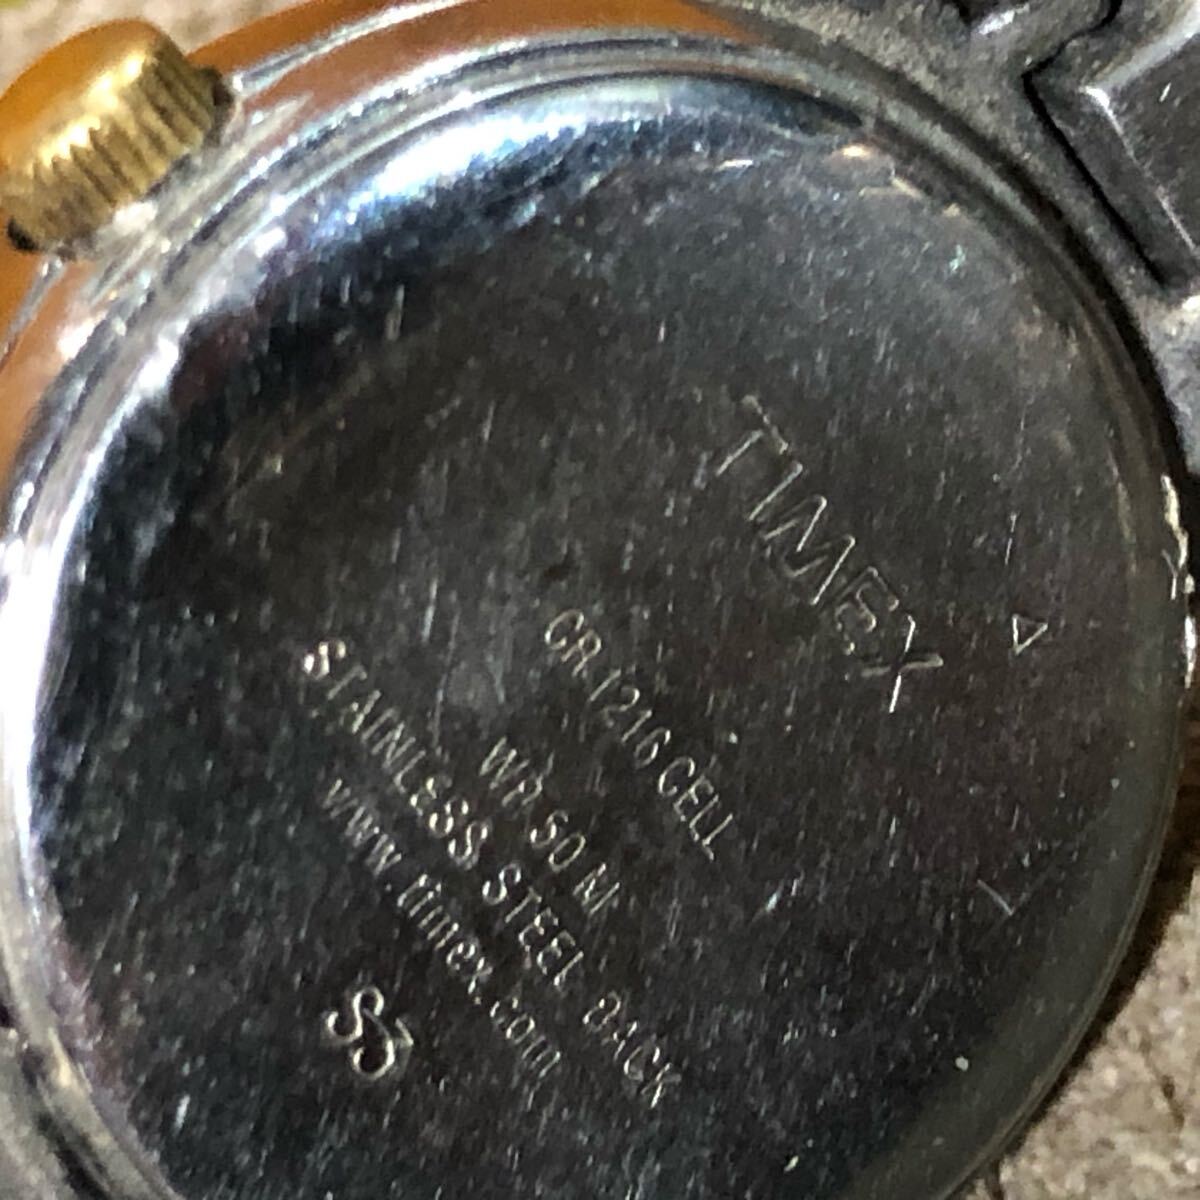 TIMEX
CR 1216 CELL
WR 50 M
STAINLESS STEEL BACK
www.timex.com
S3